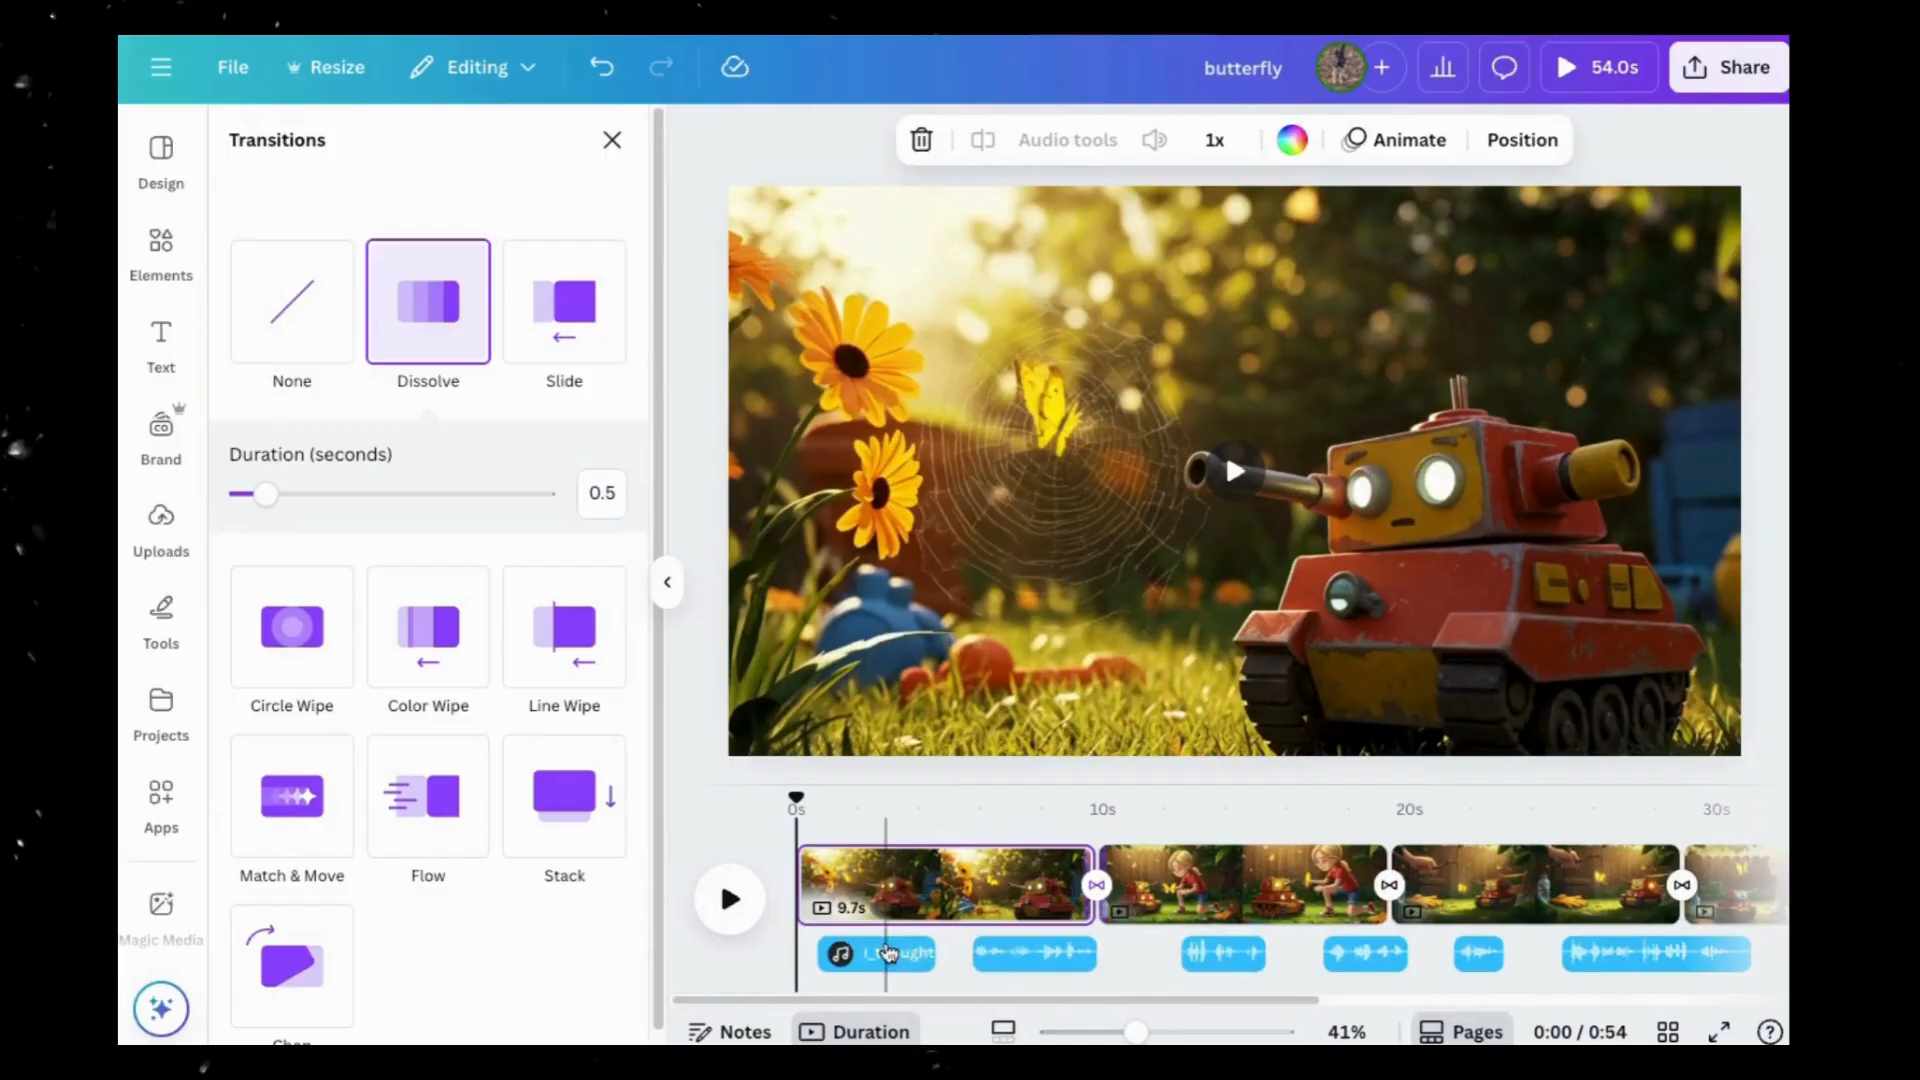 File
Resize
Editing
butterfly
54.0s
Share
Design
Elements
Text
Brand
Uploads
Tools
Projects
Apps
Magic Media
Transitions
None
Dissolve
Slide
Duration (seconds)
0.5
Circle Wipe
Color Wipe
Line Wipe
Match & Move
Flow
Stack
Audio tools
1x
Animate
Position
0s
10s
20s
30s
9.7s
Notes
Duration
41%
Pages
0:00 / 0:54